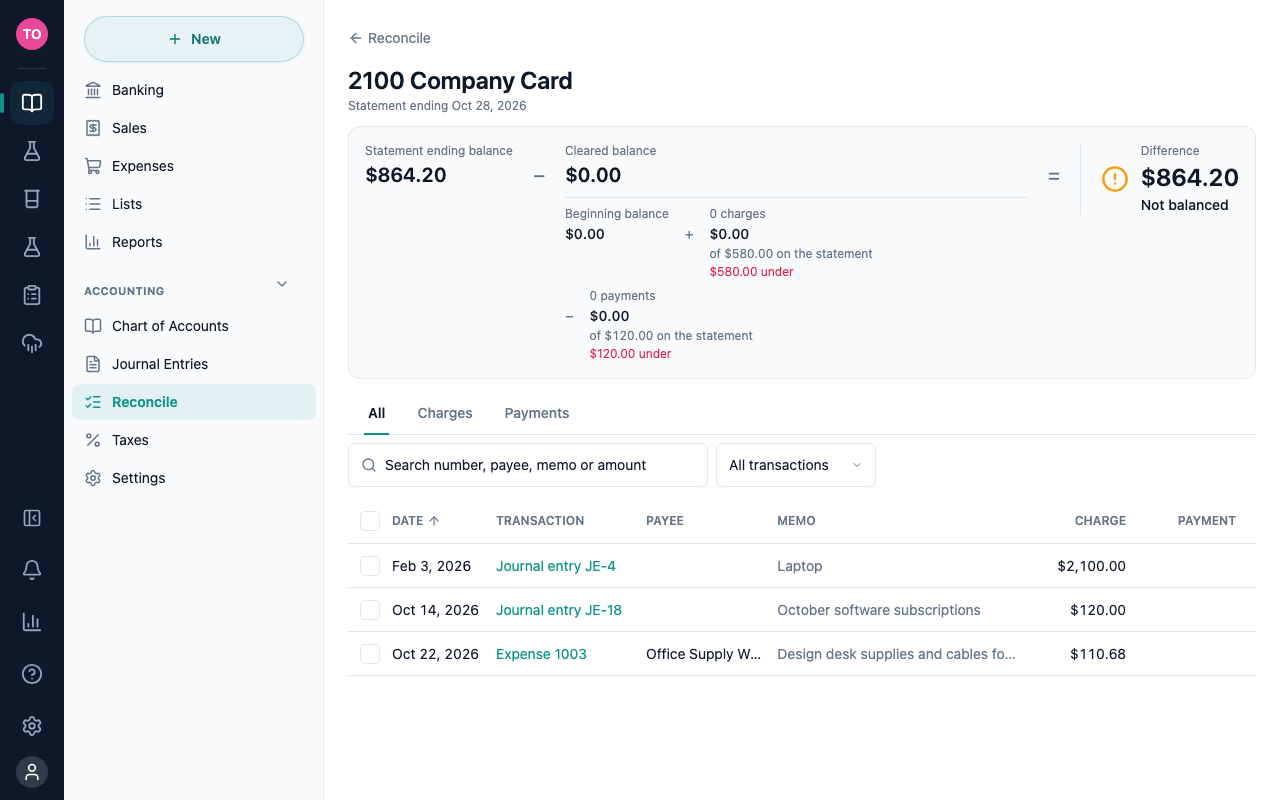 TO
New
Banking
Sales
Expenses
Lists
Reports
ACCOUNTING
Chart of Accounts
Journal Entries
Reconcile
Taxes
Settings
Reconcile
2100 Company Card
Statement ending Oct 28, 2026
Statement ending balance
$864.20
−
Cleared balance
$0.00
=
Difference
$864.20
Not balanced
Beginning balance
$0.00
+
0 charges
$0.00
of $580.00 on the statement
$580.00 under
−
0 payments
$0.00
of $120.00 on the statement
$120.00 under
All Charges Payments
Search number, payee, memo or amount
All transactions
DATE TRANSACTION PAYEE MEMO CHARGE PAYMENT
Feb 3, 2026 Journal entry JE-4 Laptop $2,100.00
Oct 14, 2026 Journal entry JE-18 October software subscriptions $120.00
Oct 22, 2026 Expense 1003 Office Supply W... Design desk supplies and cables fo... $110.68